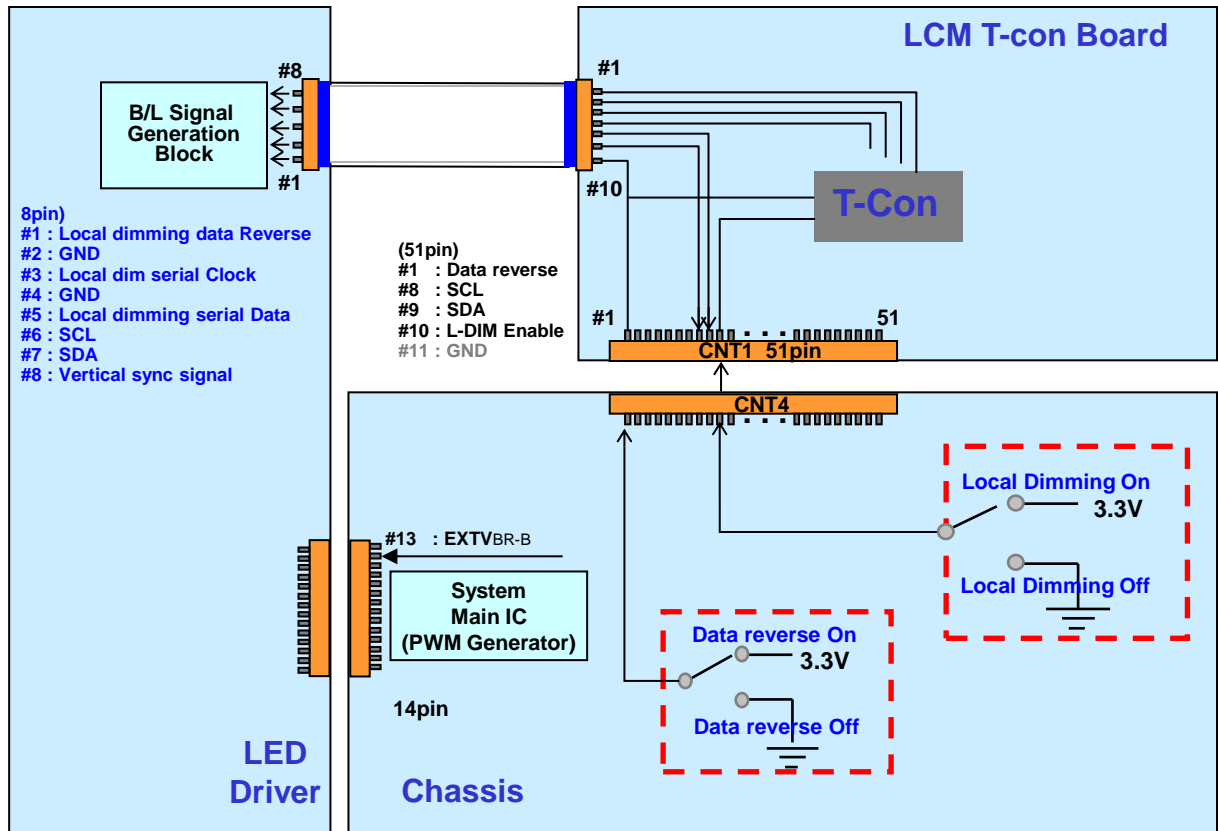 LCM T-con Board
#8
#1
B/L Signal
Generation
Block
#1
#10
T-Con
8pin)
#1 : Local dimming data Reverse
#2 : GND
#3 : Local dim serial Clock
#4 : GND
#5 : Local dimming serial Data
#6 : SCL
#7 : SDA
#8 : Vertical sync signal
(51pin)
#1 : Data reverse
#8 : SCL
#9 : SDA
#10 : L-DIM Enable
#11 : GND
#1
51
CNT1 51pin
CNT4
Local Dimming On
3.3V
Local Dimming Off
#13 : EXTVBR-B
System
Main IC
(PWM Generator)
Data reverse On
3.3V
Data reverse Off
14pin
LED
Driver
Chassis